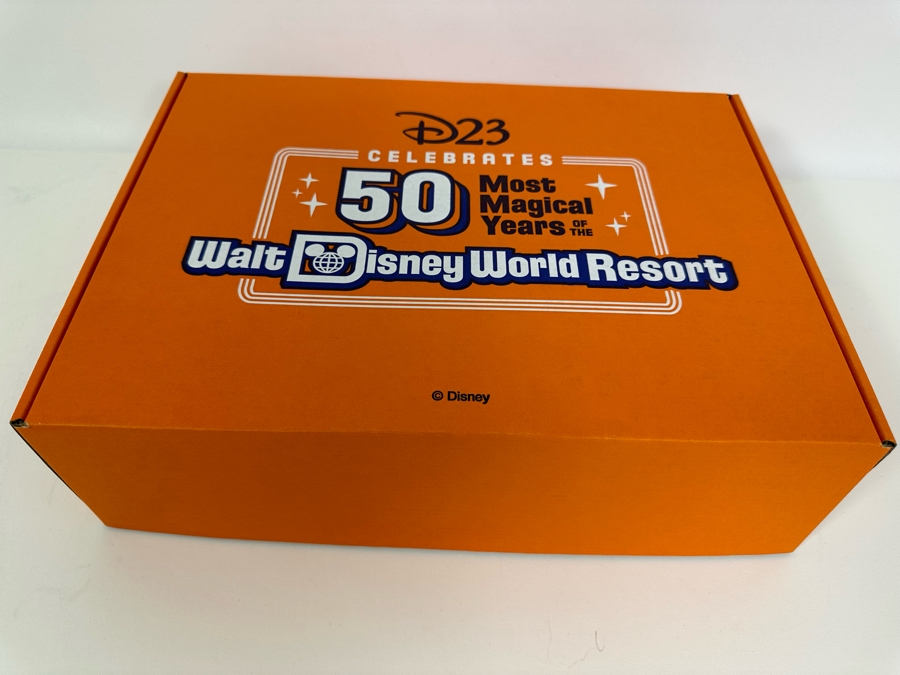 D23
CELEBRATES
50 Most
Magical
Years OF
THE
Walt Disney World Resort
© Disney